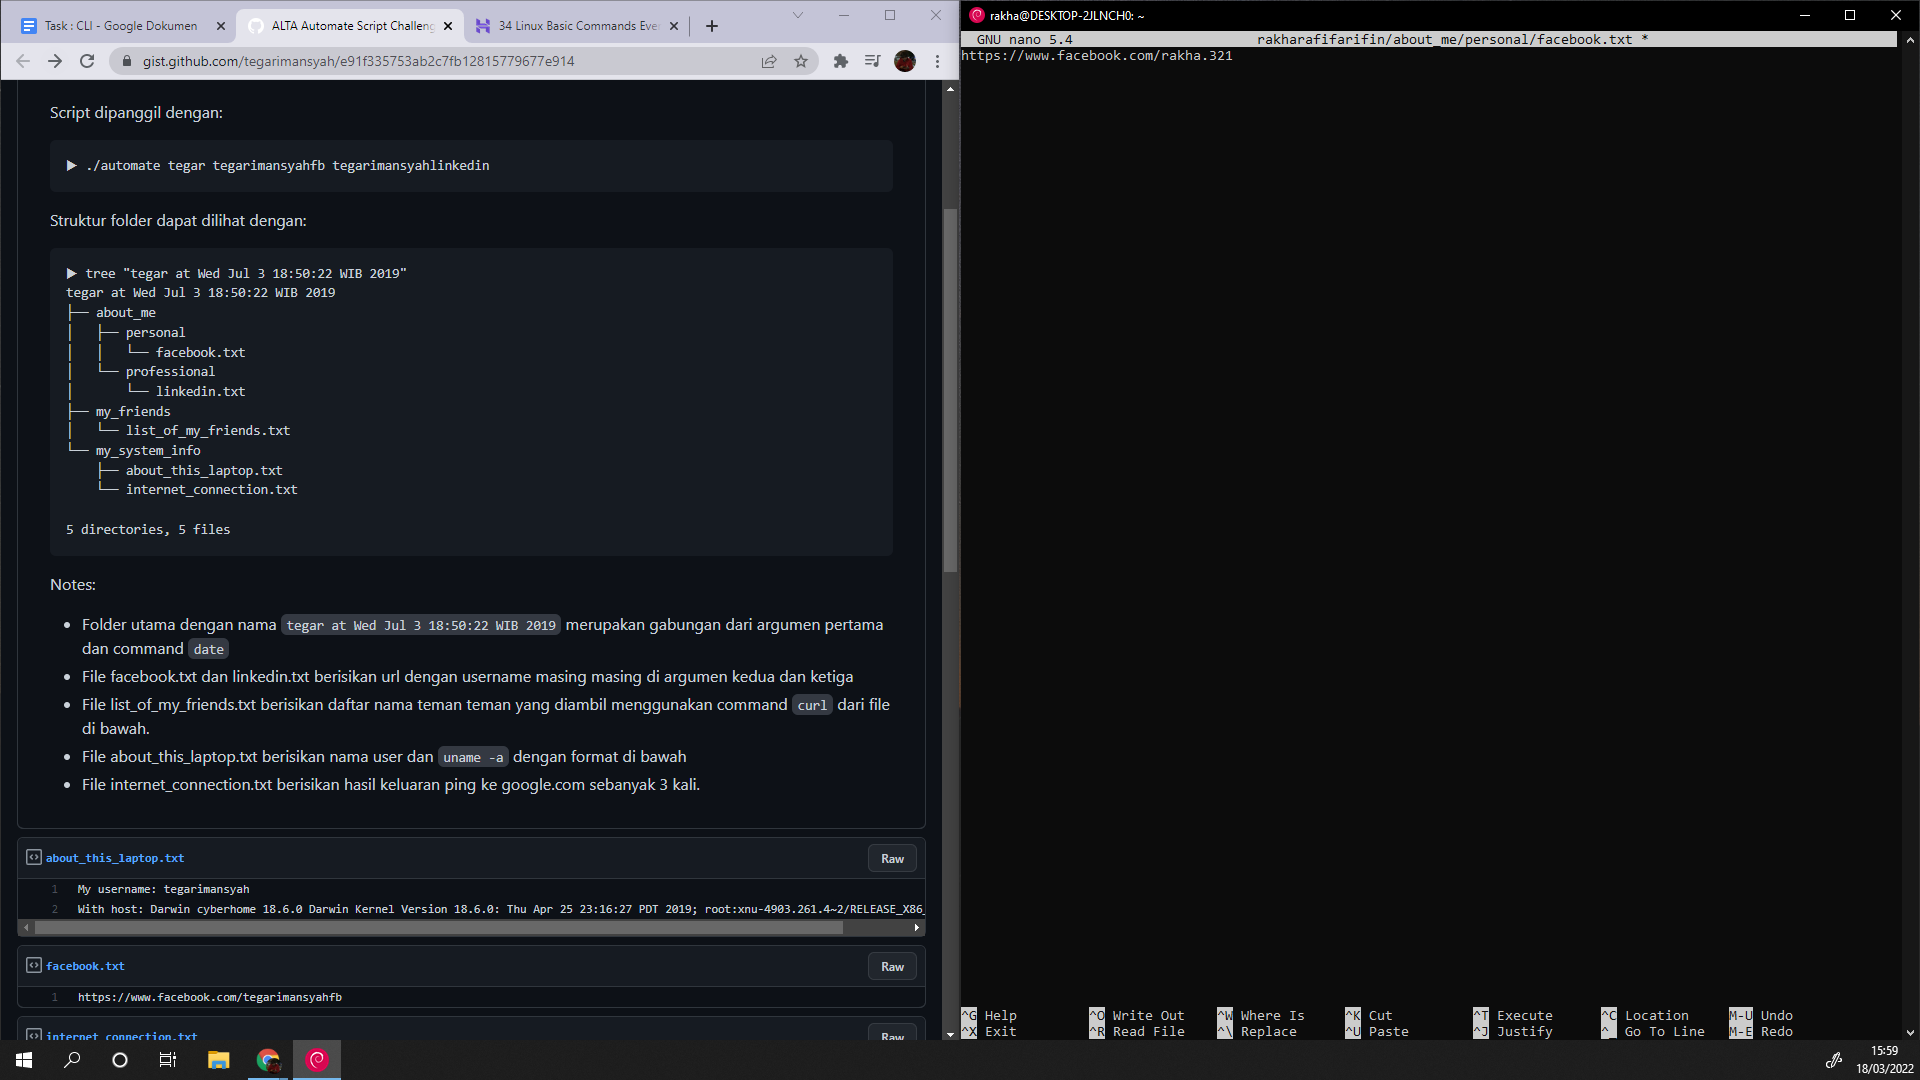 Task : CLI - Google Dokumen
ALTA Automate Script Challeng
34 Linux Basic Commands Eve
gist.github.com/tegarimansyah/e91f335753ab2c7fb12815779677e914
Script dipanggil dengan:
▶ ./automate tegar tegarimansyahfb tegarimansyahlinkedin
Struktur folder dapat dilihat dengan:
▶ tree "tegar at Wed Jul 3 18:50:22 WIB 2019"
tegar at Wed Jul 3 18:50:22 WIB 2019
├── about_me
│   ├── personal
│   │   └── facebook.txt
│   └── professional
│       └── linkedin.txt
├── my_friends
│   └── list_of_my_friends.txt
└── my_system_info
    ├── about_this_laptop.txt
    └── internet_connection.txt
5 directories, 5 files
Notes:
• Folder utama dengan nama tegar at Wed Jul 3 18:50:22 WIB 2019 merupakan gabungan dari argumen pertama
dan command date
• File facebook.txt dan linkedin.txt berisikan url dengan username masing masing di argumen kedua dan ketiga
• File list_of_my_friends.txt berisikan daftar nama teman teman yang diambil menggunakan command curl dari file
di bawah.
• File about_this_laptop.txt berisikan nama user dan uname -a dengan format di bawah
• File internet_connection.txt berisikan hasil keluaran ping ke google.com sebanyak 3 kali.
about_this_laptop.txt
Raw
1 My username: tegarimansyah
2 With host: Darwin cyberhome 18.6.0 Darwin Kernel Version 18.6.0: Thu Apr 25 23:16:27 PDT 2019; root:xnu-4903.261.4~2/RELEASE_X86_
facebook.txt
Raw
1 https://www.facebook.com/tegarimansyahfb
internet_connection.txt
Raw
rakha@DESKTOP-2JLNCH0: ~
GNU nano 5.4 rakharafifarifin/about_me/personal/facebook.txt *
https://www.facebook.com/rakha.321
^G Help ^O Write Out ^W Where Is ^K Cut ^T Execute ^C Location M-U Undo
^X Exit ^R Read File ^\ Replace ^U Paste ^J Justify ^_ Go To Line M-E Redo
15:59
18/03/2022